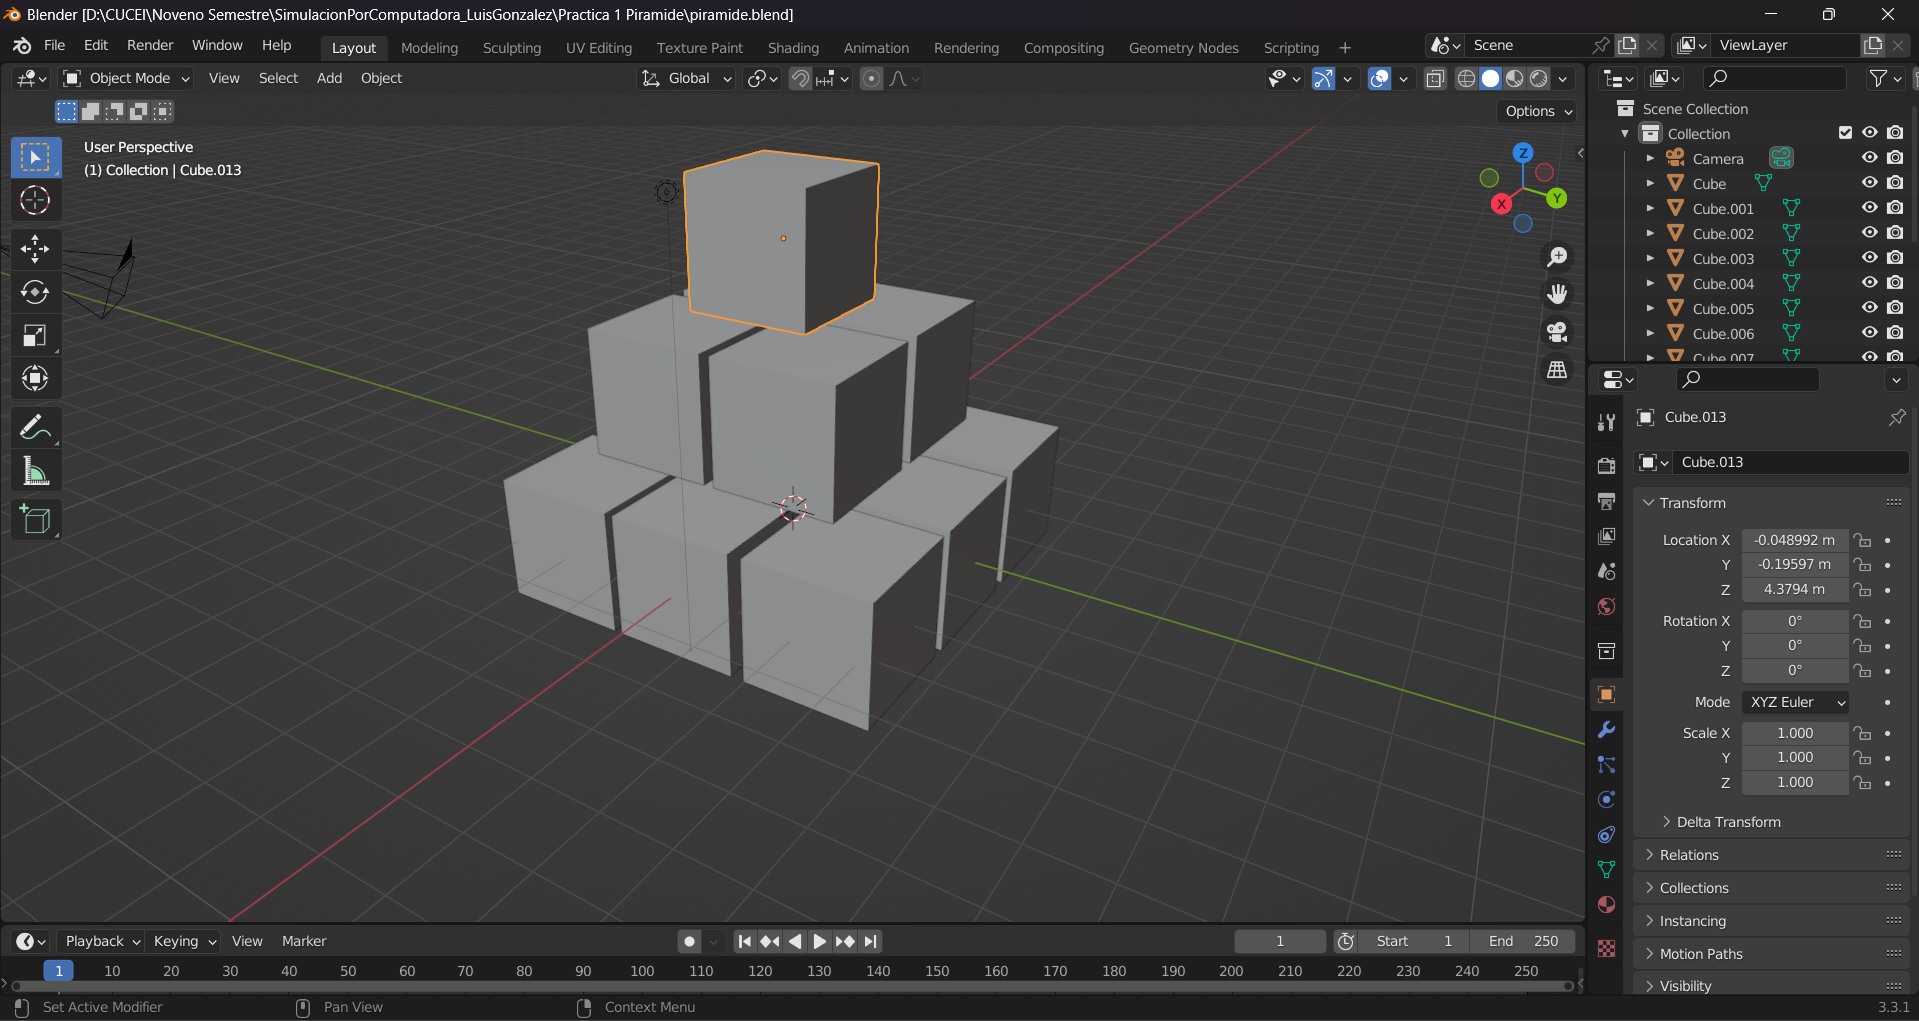 Blender [D:\CUCEI\Noveno Semestre\SimulacionPorComputadora_LuisGonzalez\Practica 1 Piramide\piramide.blend]
File Edit Render Window Help Layout Modeling Sculpting UV Editing Texture Paint Shading Animation Rendering Compositing Geometry Nodes Scripting + Scene ViewLayer
Object Mode View Select Add Object Global
Options
User Perspective
(1) Collection | Cube.013
Z
Y
X
Scene Collection
Collection
Camera
Cube
Cube.001
Cube.002
Cube.003
Cube.004
Cube.005
Cube.006
Cube.007
Cube.013
Cube.013
Transform
Location X -0.048992 m
Y -0.19597 m
Z 4.3794 m
Rotation X 0°
Y 0°
Z 0°
Mode XYZ Euler
Scale X 1.000
Y 1.000
Z 1.000
Delta Transform
Relations
Collections
Instancing
Motion Paths
Visibility
Playback Keying View Marker 1 Start 1 End 250
1 10 20 30 40 50 60 70 80 90 100 110 120 130 140 150 160 170 180 190 200 210 220 230 240 250
Set Active Modifier Pan View Context Menu 3.3.1